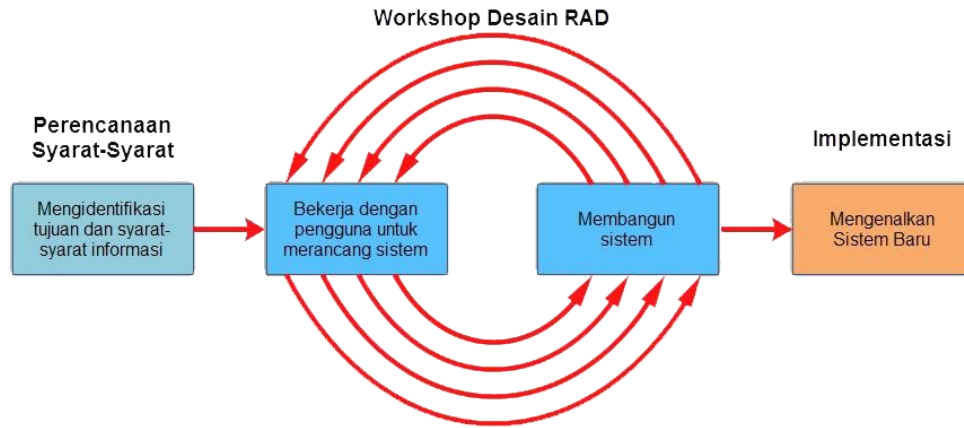 Workshop Desain RAD
Perencanaan
Syarat-Syarat
Implementasi
Mengidentifikasi
tujuan dan syarat-
syarat informasi
Bekerja dengan
pengguna untuk
merancang sistem
Membangun
sistem
Mengenalkan
Sistem Baru